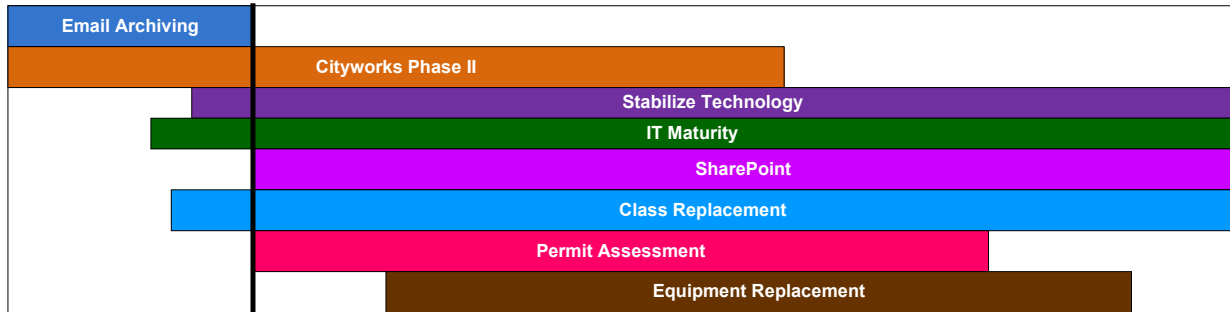 Email Archiving
Cityworks Phase II
Stabilize Technology
IT Maturity
SharePoint
Class Replacement
Permit Assessment
Equipment Replacement